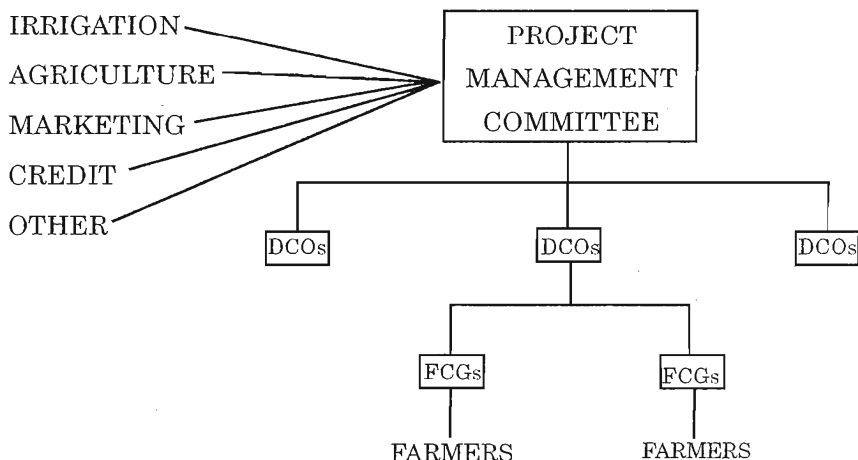 IRRIGATION
AGRICULTURE
MARKETING
CREDIT
OTHER
PROJECT
MANAGEMENT
COMMITTEE
DCOs
DCOs
DCOs
FCGs
FCGs
FARMERS
FARMERS